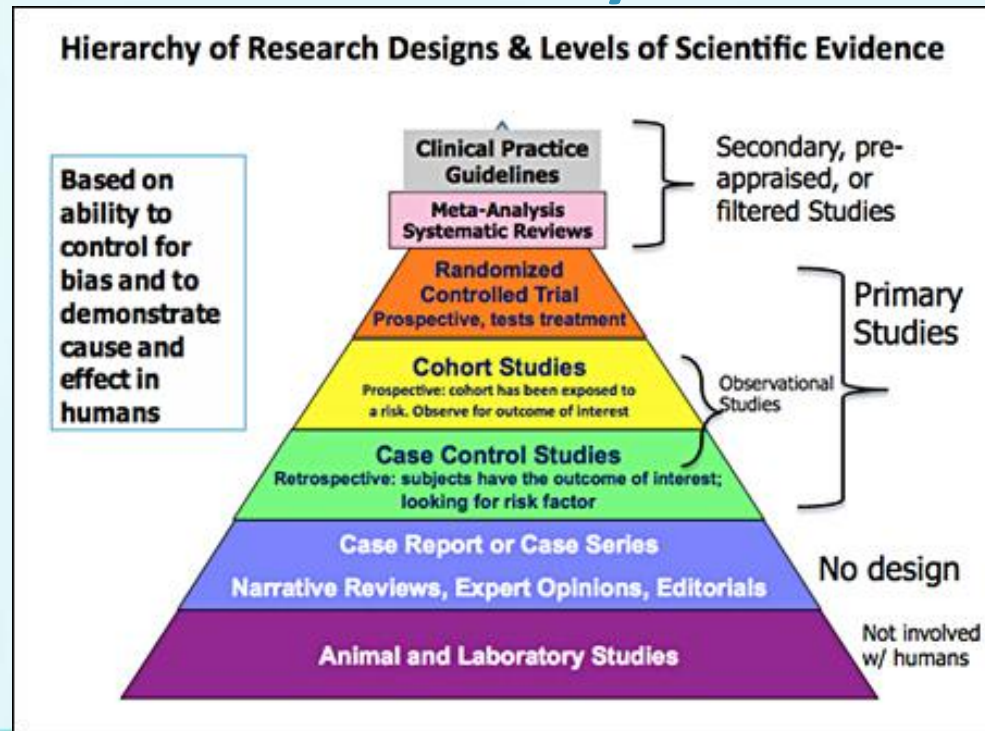 Hierarchy of Research Designs & Levels of Scientific Evidence
Based on
ability to
control for
bias and to
demonstrate
cause and
effect in
humans
Clinical Practice
Guidelines
Meta-Analysis
Systematic Reviews
Secondary, pre-
appraised, or
filtered Studies
Randomized
Controlled Trial
Prospective, tests treatment
Cohort Studies
Prospective: cohort has been exposed to
a risk. Observe for outcome of interest
Case Control Studies
Retrospective: subjects have the outcome of interest;
looking for risk factor
Observational
Studies
Primary
Studies
Case Report or Case Series
Narrative Reviews, Expert Opinions, Editorials
No design
Animal and Laboratory Studies
Not involved
w/ humans